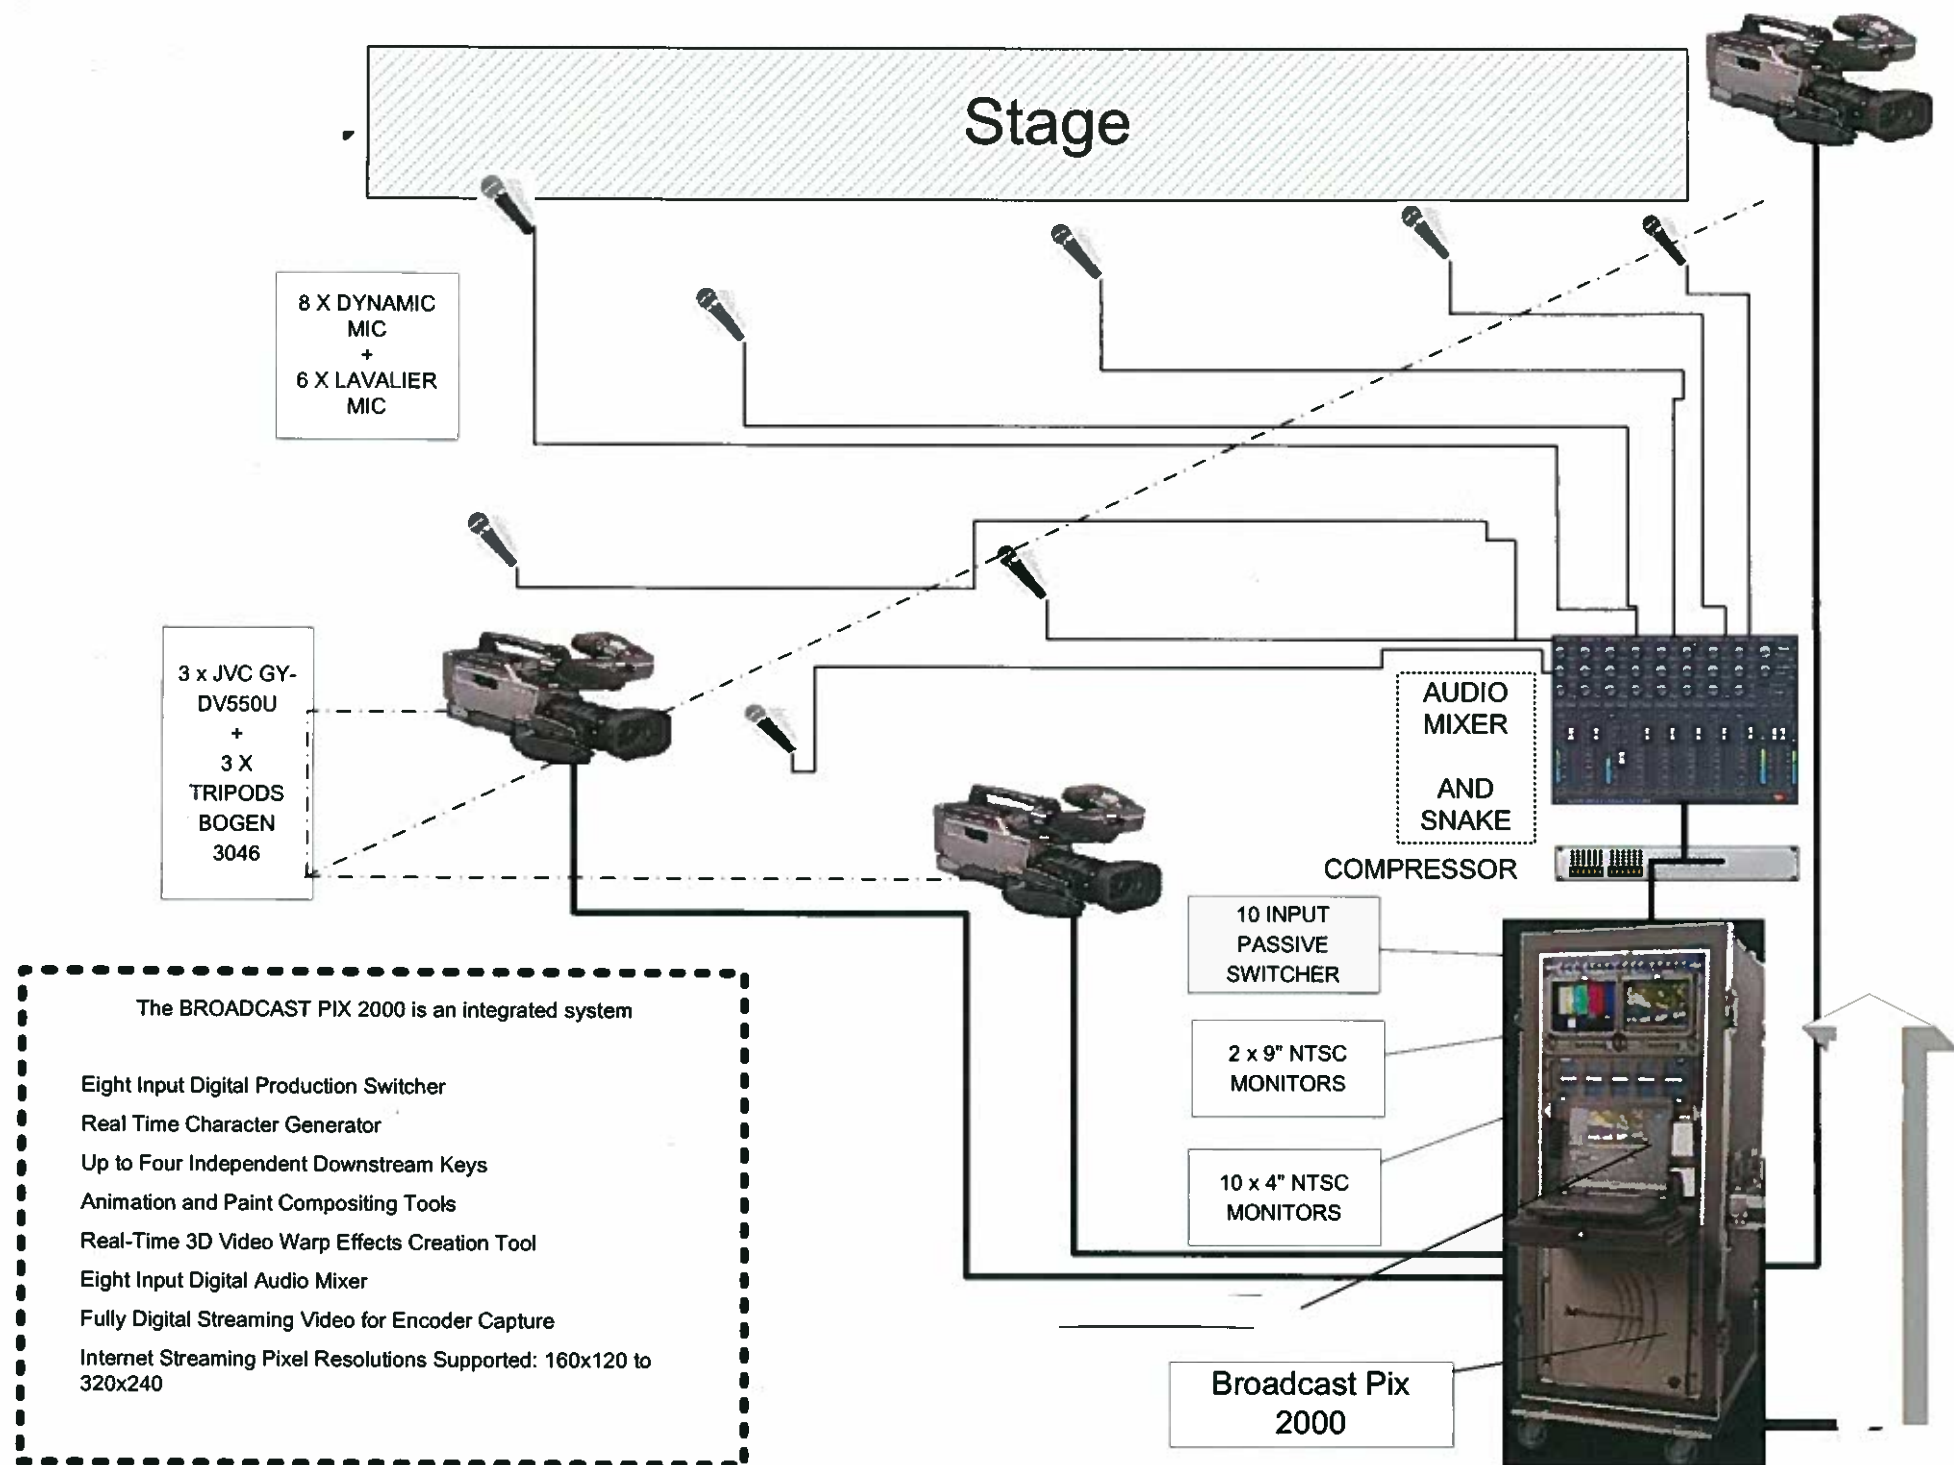 Stage
8 X DYNAMIC
MIC
+
6 X LAVALIER
MIC
3 x JVC GY-
DV550U
+
3 X
TRIPODS
BOGEN
3046
AUDIO
MIXER
AND
SNAKE
COMPRESSOR
10 INPUT
PASSIVE
SWITCHER
2 x 9" NTSC
MONITORS
10 x 4" NTSC
MONITORS
Broadcast Pix
2000
The BROADCAST PIX 2000 is an integrated system
Eight Input Digital Production Switcher
Real Time Character Generator
Up to Four Independent Downstream Keys
Animation and Paint Compositing Tools
Real-Time 3D Video Warp Effects Creation Tool
Eight Input Digital Audio Mixer
Fully Digital Streaming Video for Encoder Capture
Internet Streaming Pixel Resolutions Supported: 160x120 to
320x240